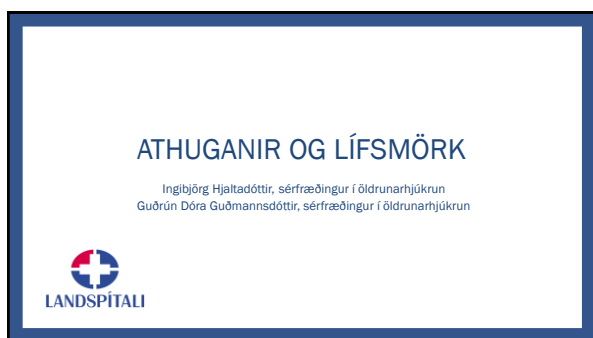 ATHUGANIR OG LÍFSMÖRK
Ingibjörg Hjaltadóttir, sérfræðingur í öldrunarhjúkrun
Guðrún Dóra Guðmannsdóttir, sérfræðingur í öldrunarhjúkrun
LANDSPÍTALI